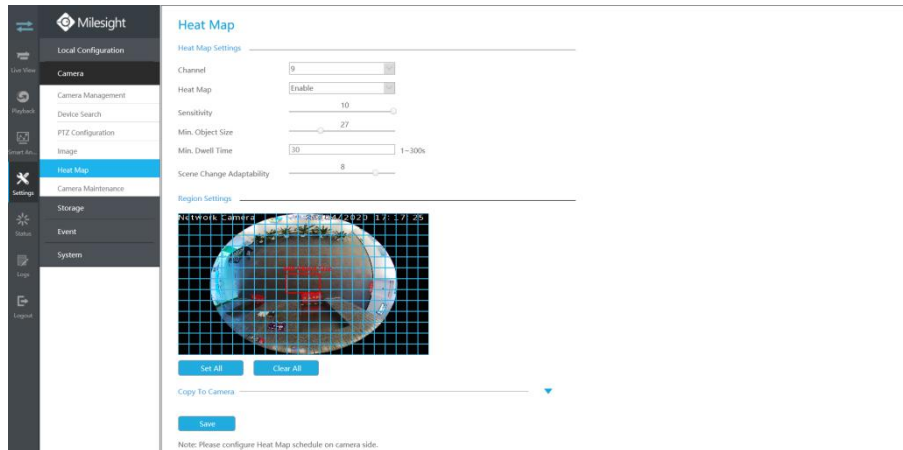 Milesight
Local Configuration
Live View
Camera
Camera Management
Playback
Device Search
PTZ Configuration
Smart An...
Image
Heat Map
Settings
Camera Maintenance
Storage
Status
Event
System
Logs
Logout
Heat Map
Heat Map Settings
Channel 9
Heat Map Enable
Sensitivity 10
Min. Object Size 27
Min. Dwell Time 30 1~300s
Scene Change Adaptability 8
Region Settings
Network Camera 17:17:25
Set All Clear All
Copy To Camera
Save
Note: Please configure Heat Map schedule on camera side.